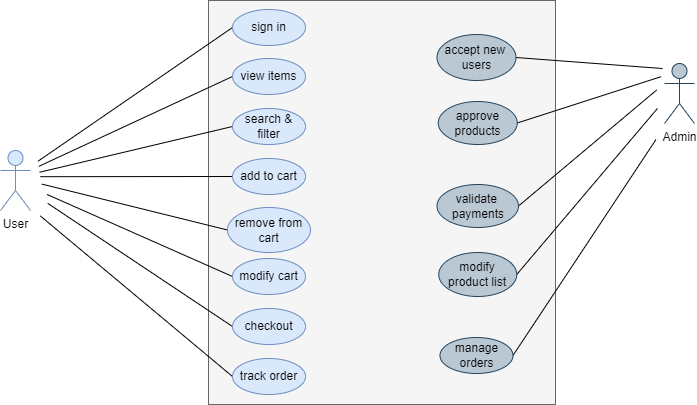 sign in
view items
search &
filter
add to cart
remove from
cart
modify cart
checkout
track order
User
accept new
users
approve
products
validate
payments
modify
product list
manage
orders
Admin